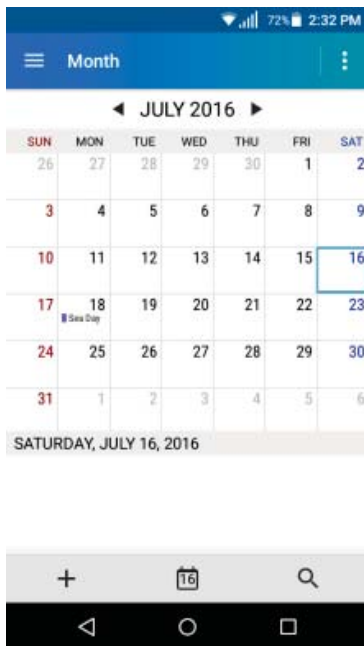 72% 2:32 PM
Month
JULY 2016
SUN MON TUE WED THU FRI SAT
26 27 28 29 30 1 2
3 4 5 6 7 8 9
10 11 12 13 14 15 16
17 18 19 20 21 22 23
Sea Day
24 25 26 27 28 29 30
31 1 2 3 4 5 6
SATURDAY, JULY 16, 2016
16